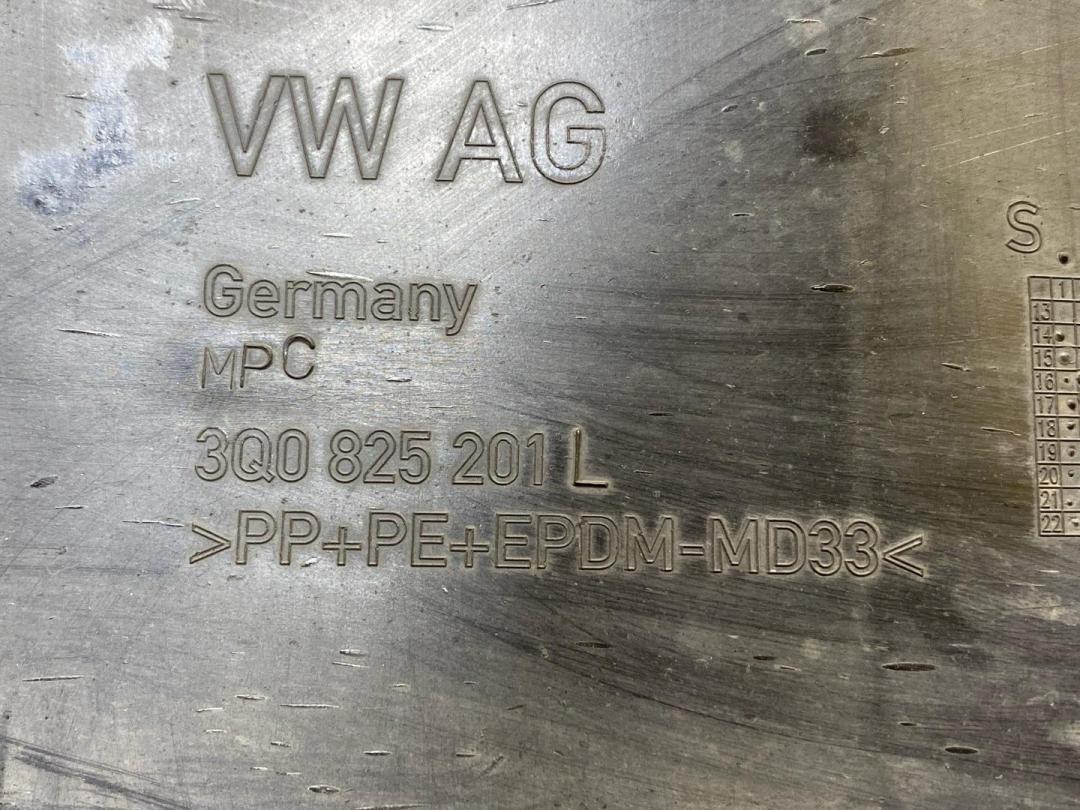 VW AG
Germany
MPC
3Q0 825 201 L
>PP+PE+EPDM-MD33<
S
1
13
14
15
16
17
18
19
20
21
22